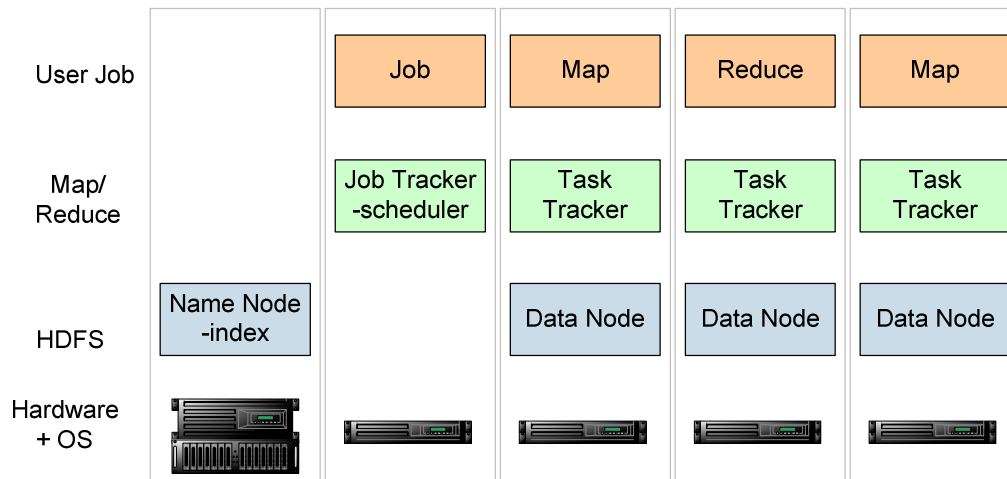 User Job
Job
Map
Reduce
Map
Map/
Reduce
Job Tracker
-scheduler
Task
Tracker
Task
Tracker
Task
Tracker
HDFS
Name Node
-index
Data Node
Data Node
Data Node
Hardware
+ OS